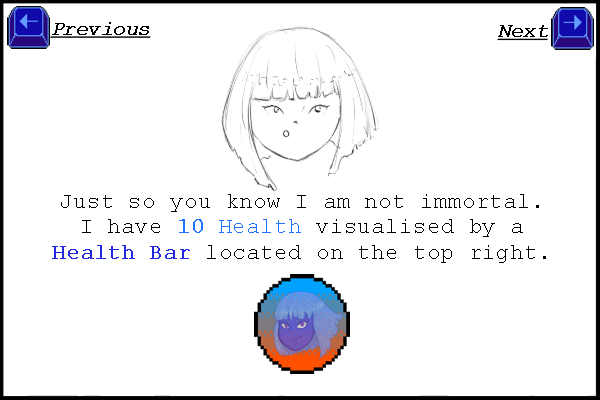 Previous
Next
Just so you know I am not immortal.
I have 10 Health visualised by a
Health Bar located on the top right.